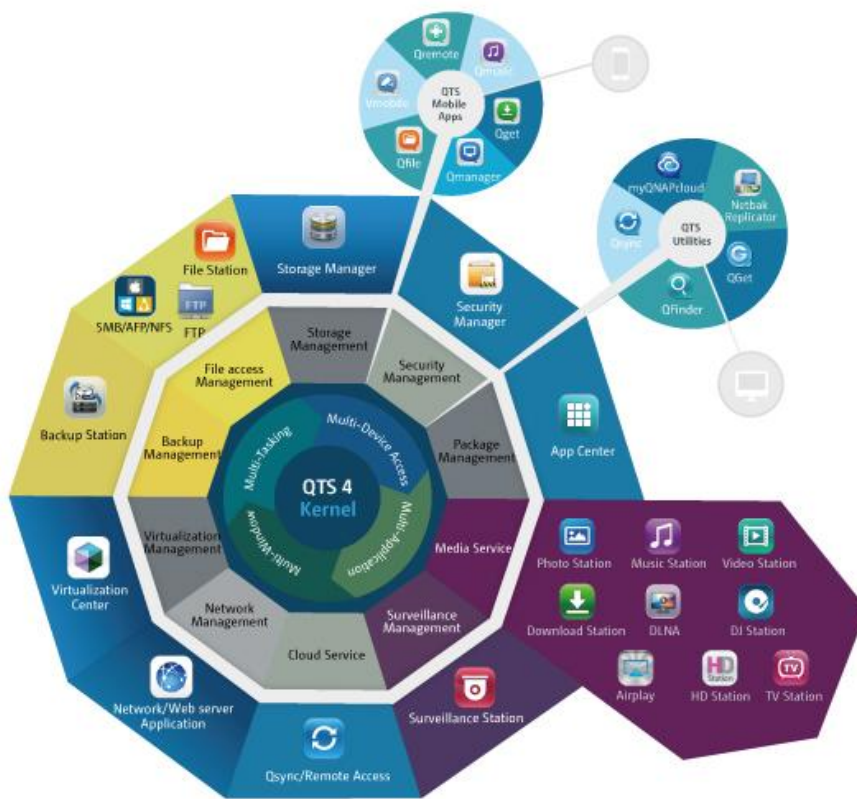 Qremote
Qmusic
Vmobile
QTS
Mobile
Apps
Qget
Qfile
Qmanager
myQNAPcloud
Netbak
Replicator
Qsync
QTS
Utilities
QGet
QFinder
File Station
Storage Manager
Security
Manager
SMB/AFP/NFS
FTP
FTP
Storage
Management
Security
Management
File access
Management
Backup Station
Backup
Management
Multi-Tasking
Multi-Device Access
Package
Management
App Center
QTS 4
Kernel
Virtualization
Management
Multi-Window
Multi-Application
Media Service
Photo Station
Music Station
Video Station
Virtualization
Center
Network
Management
Surveillance
Management
Download Station
DLNA
DJ Station
Cloud Service
HD
Station
TV
Airplay
HD Station
TV Station
Network/Web server
Application
Surveillance Station
Qsync/Remote Access